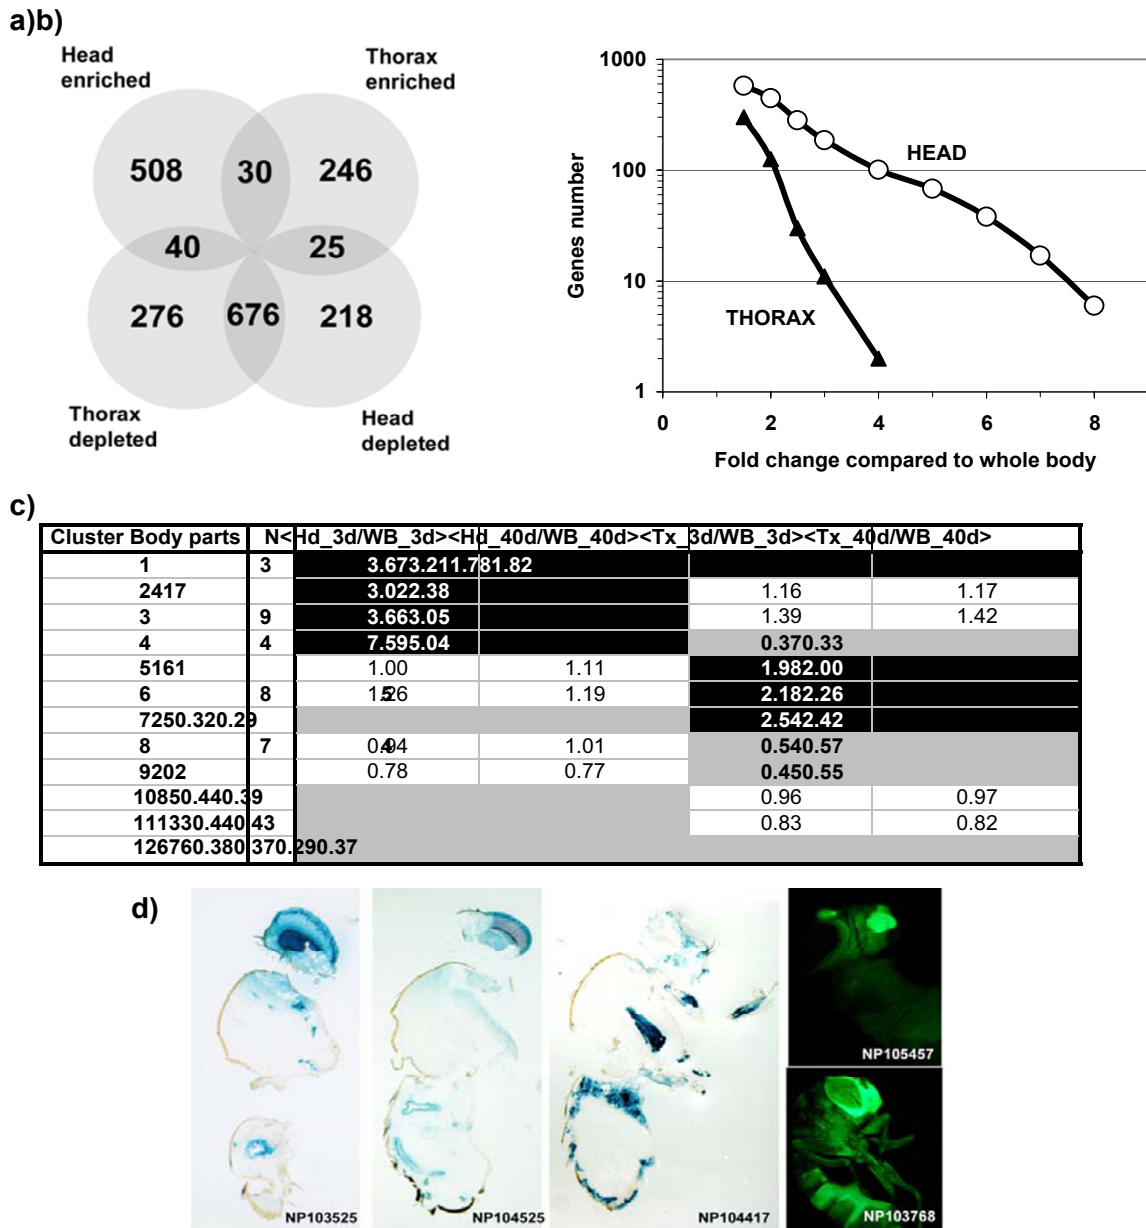 a)b)
Head enriched
Thorax enriched
508
30
246
40
25
276
676
218
Thorax depleted
Head depleted
1000
100
10
1
Genes number
HEAD
THORAX
0 2 4 6 8
Fold change compared to whole body
c)
Cluster Body parts N<Hd_3d/WB_3d><Hd_40d/WB_40d><Tx_3d/WB_3d><Tx_40d/WB_40d>
1 3 3.673.211.781.82
2417 3.022.38 1.16 1.17
3 9 3.663.05 1.39 1.42
4 4 7.595.04 0.370.33
5161 1.00 1.11 1.982.00
6 8 1.26 5 1.19 2.182.26
7250.320.29 2.542.42
8 7 0.94 4 1.01 0.540.57
9202 0.78 0.77 0.450.55
10850.440.39 0.96 0.97
111330.440.43 0.83 0.82
126760.380.370.290.37
d)
NP103525
NP104525
NP104417
NP105457
NP103768